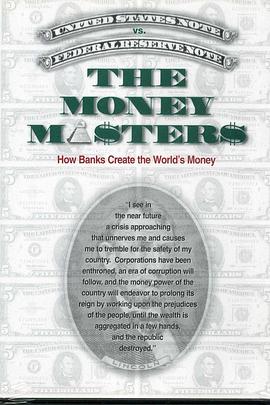 UNITED STATES NOTE
vs.
FEDERAL RESERVE NOTE
THE
MONEY
MA$TER$
How Banks Create the World's Money
"I see in
the near future
a crisis approaching
that unnerves me and causes
me to tremble for the safety of my
country. Corporations have been
enthroned, an era of corruption will
follow, and the money power of the
country will endeavor to prolong its
reign by working upon the prejudices
of the people, until the wealth is
aggregated in a few hands,
and the republic
destroyed."
LINCOLN